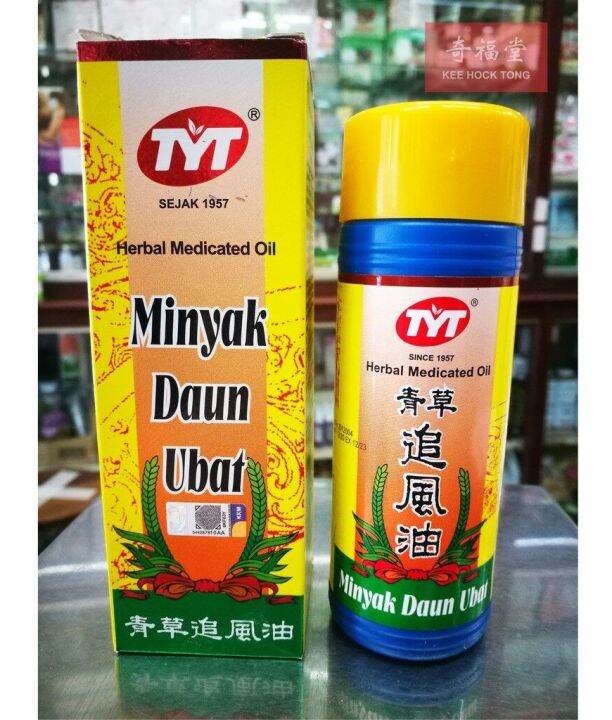 奇福堂
KEE HOCK TONG
TYT®
SEJAK 1957
Herbal Medicated Oil
Minyak
Daun
Ubat
青草追風油
TYT®
SINCE 1957
Herbal Medicated Oil
青草
追
風
油
Minyak Daun Ubat